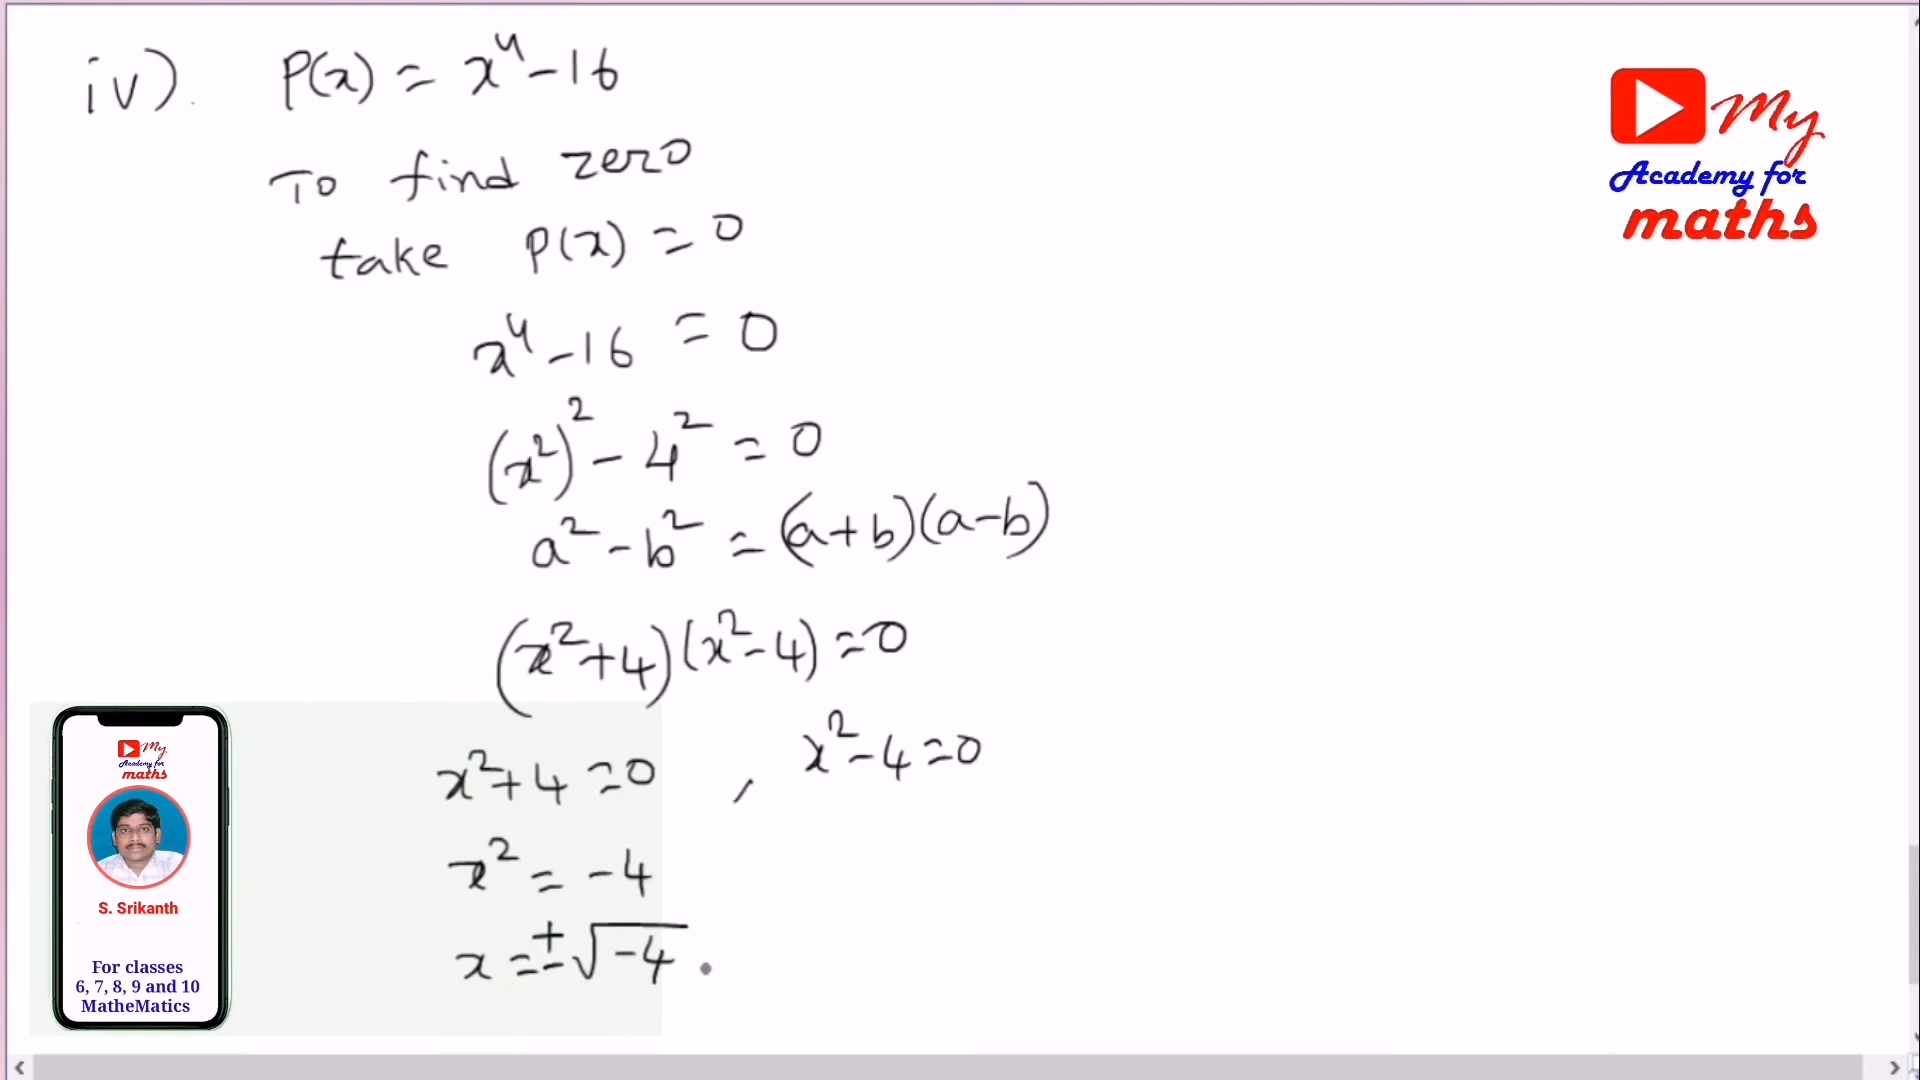 iv). P(x) = x⁴ - 16
To find zero
take P(x) = 0
x⁴ - 16 = 0
(x²)² - 4² = 0
a² - b² = (a+b)(a-b)
(x²+4)(x²-4) = 0
x²+4 = 0 , x²-4 = 0
x² = -4
x = ±√-4 .
My
Academy for
maths
My
Academy for
maths
S. Srikanth
For classes
6, 7, 8, 9 and 10
MatheMatics